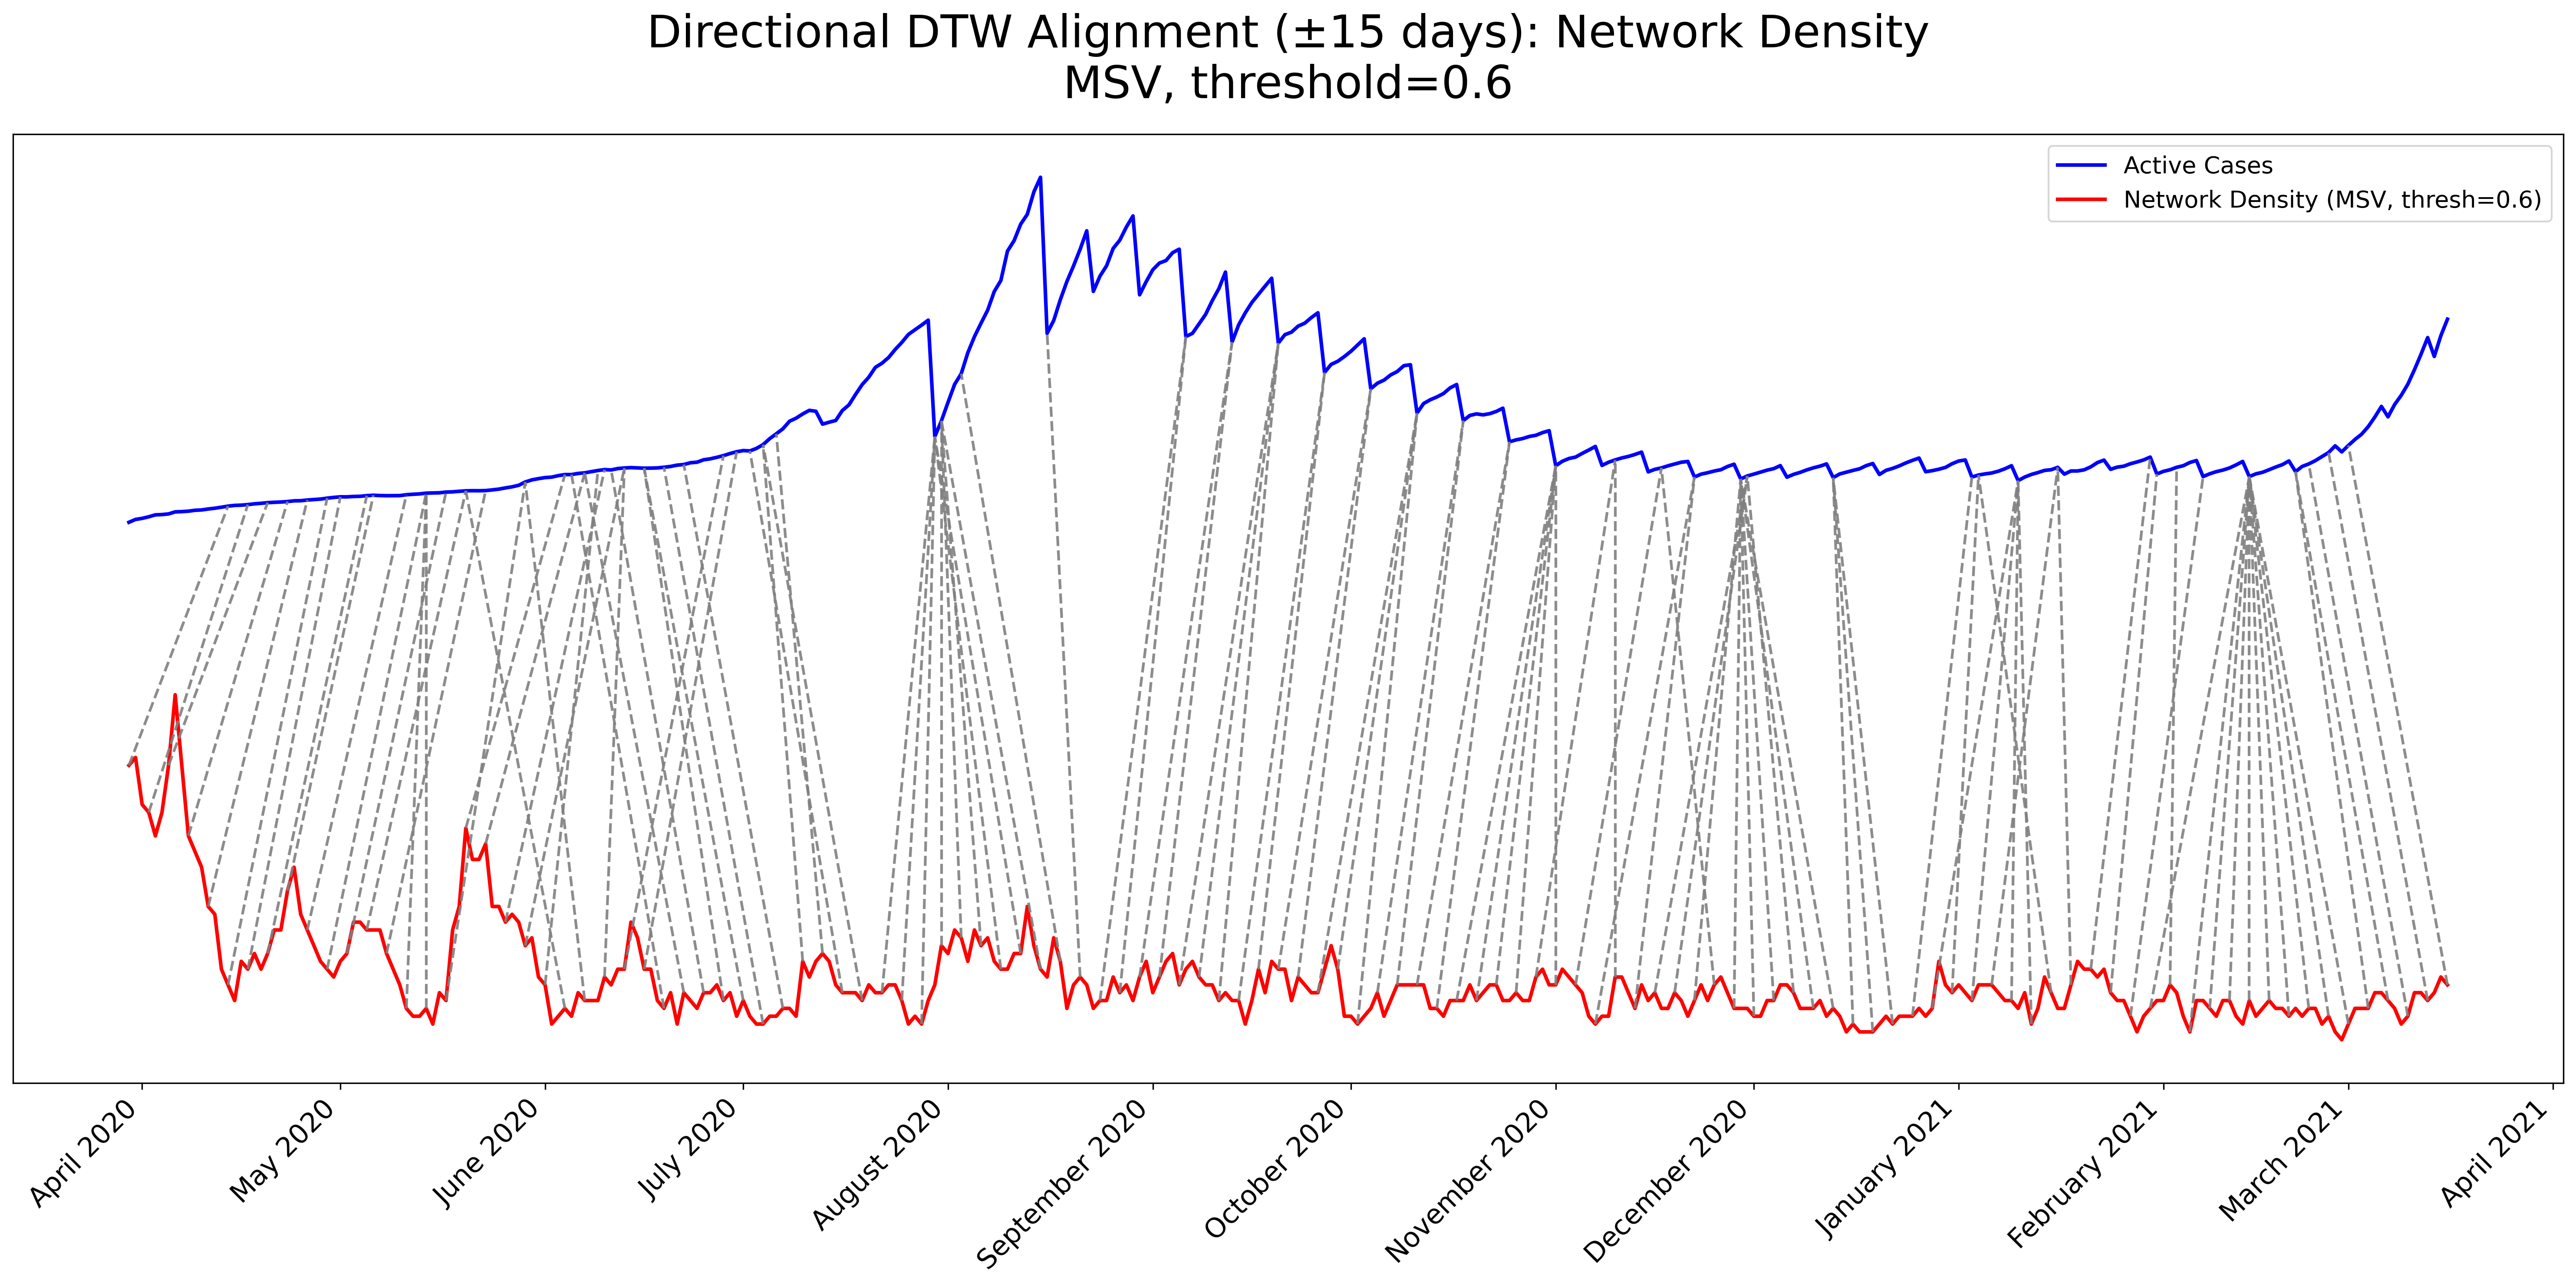 Directional DTW Alignment (±15 days): Network Density
MSV, threshold=0.6
Active Cases
Network Density (MSV, thresh=0.6)
April 2020
May 2020
June 2020
July 2020
August 2020
September 2020
October 2020
November 2020
December 2020
January 2021
February 2021
March 2021
April 2021